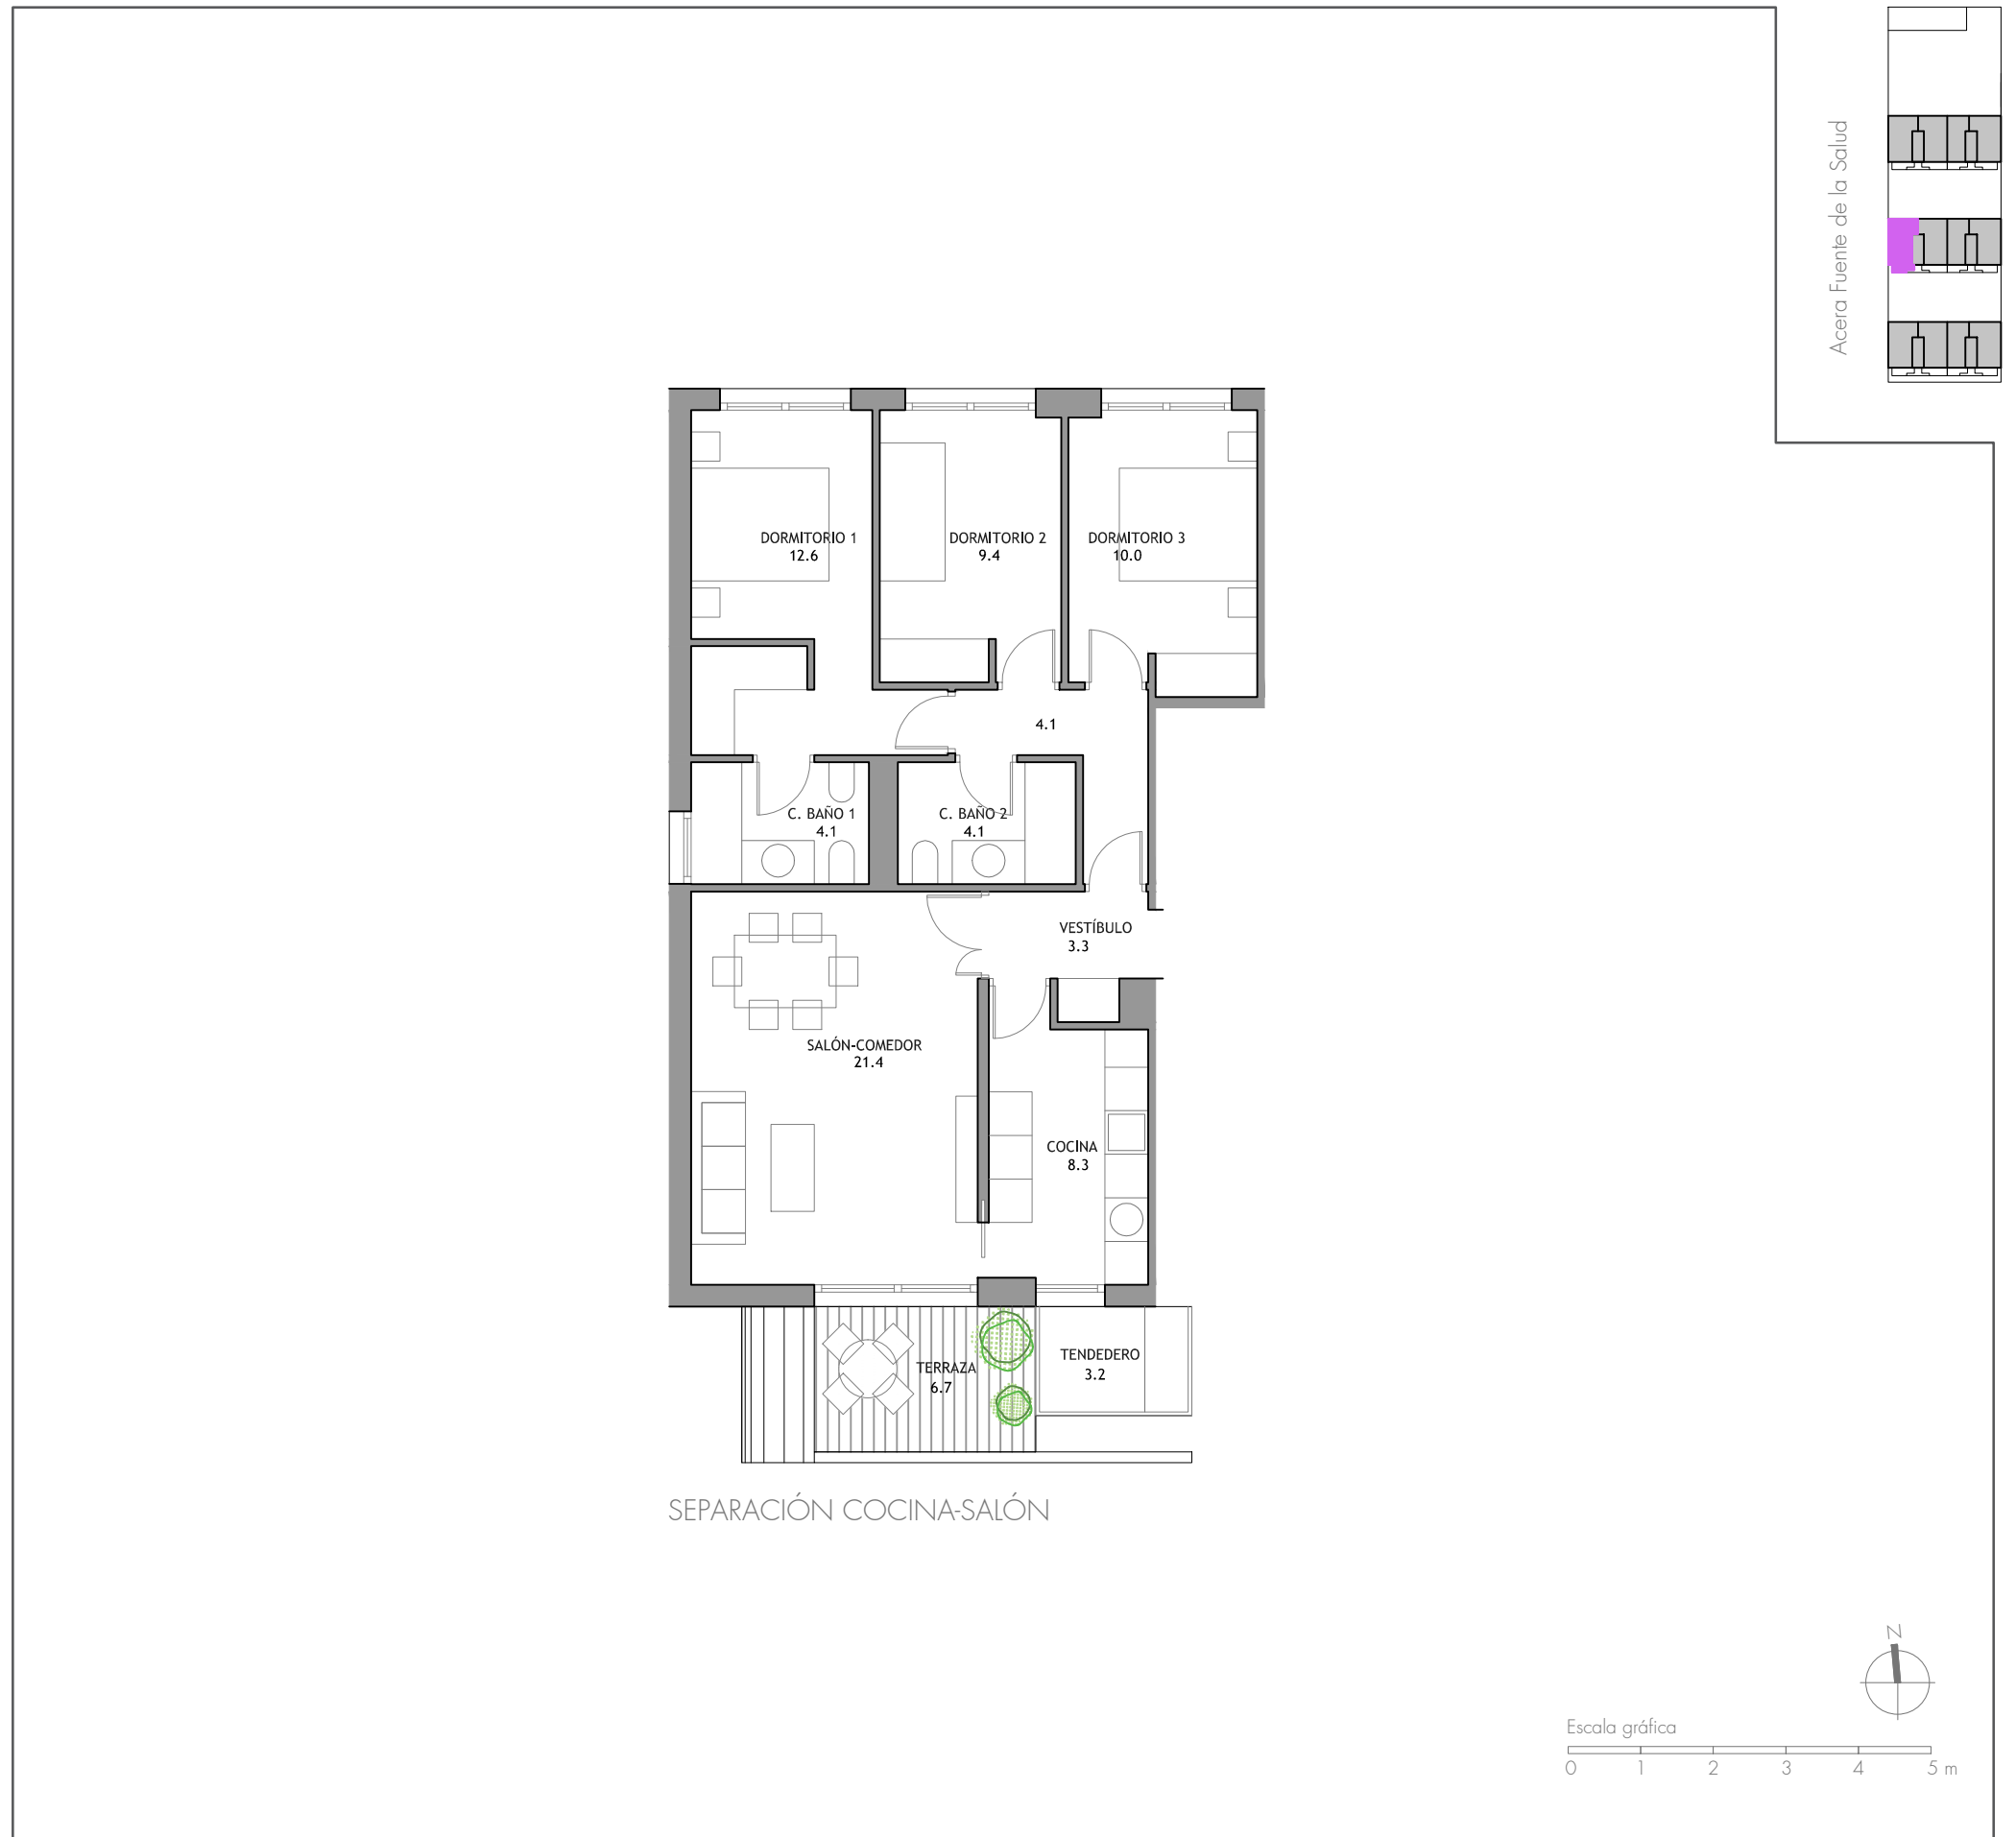 Acera Fuente de la Salud
DORMITORIO 1
12.6
DORMITORIO 2
9.4
DORMITORIO 3
10.0
4.1
C. BAÑO 1
4.1
C. BAÑO 2
4.1
VESTÍBULO
3.3
SALÓN-COMEDOR
21.4
COCINA
8.3
TERRAZA
6.7
TENDEDERO
3.2
SEPARACIÓN COCINA-SALÓN
N
Escala gráfica
0 1 2 3 4 5 m